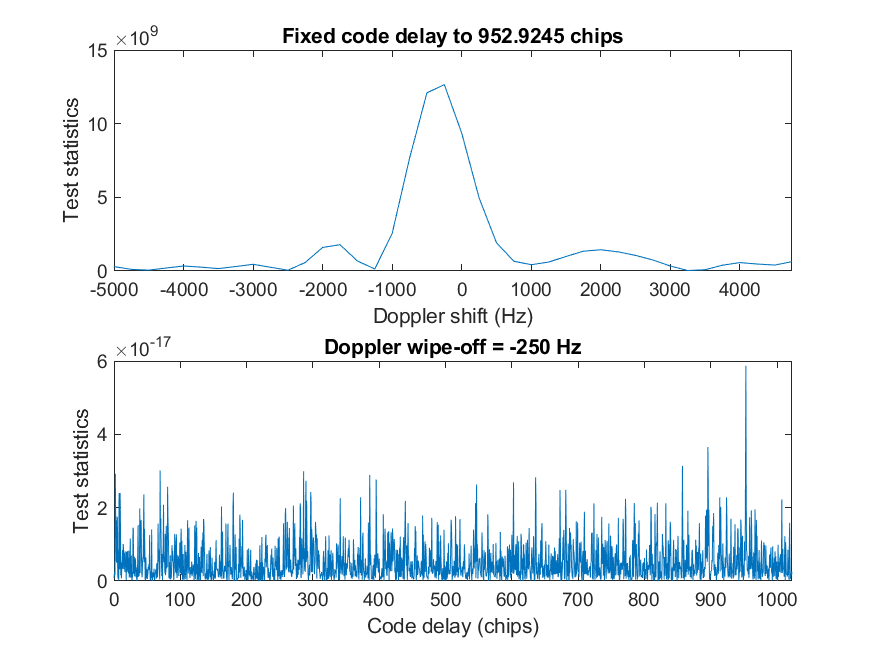 ×10^9
Fixed code delay to 952.9245 chips
15
10
5
0
Test statistics
-5000 -4000 -3000 -2000 -1000 0 1000 2000 3000 4000
Doppler shift (Hz)
×10^-17
Doppler wipe-off = -250 Hz
6
4
2
0
Test statistics
0 100 200 300 400 500 600 700 800 900 1000
Code delay (chips)